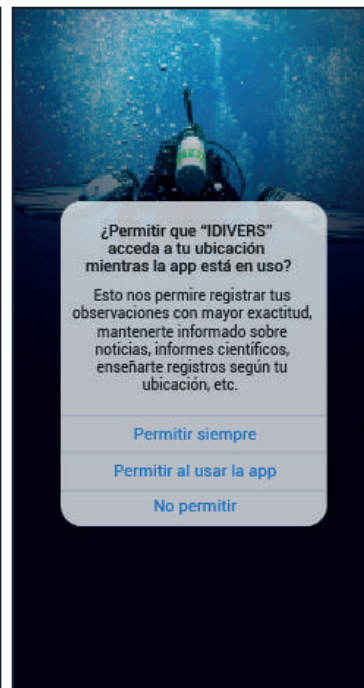 ¿Permitir que “IDIVERS”
acceda a tu ubicación
mientras la app está en uso?
Esto nos permire registrar tus
observaciones con mayor exactitud,
mantenerte informado sobre
noticias, informes científicos,
enseñarte registros según tu
ubicación, etc.
Permitir siempre
Permitir al usar la app
No permitir